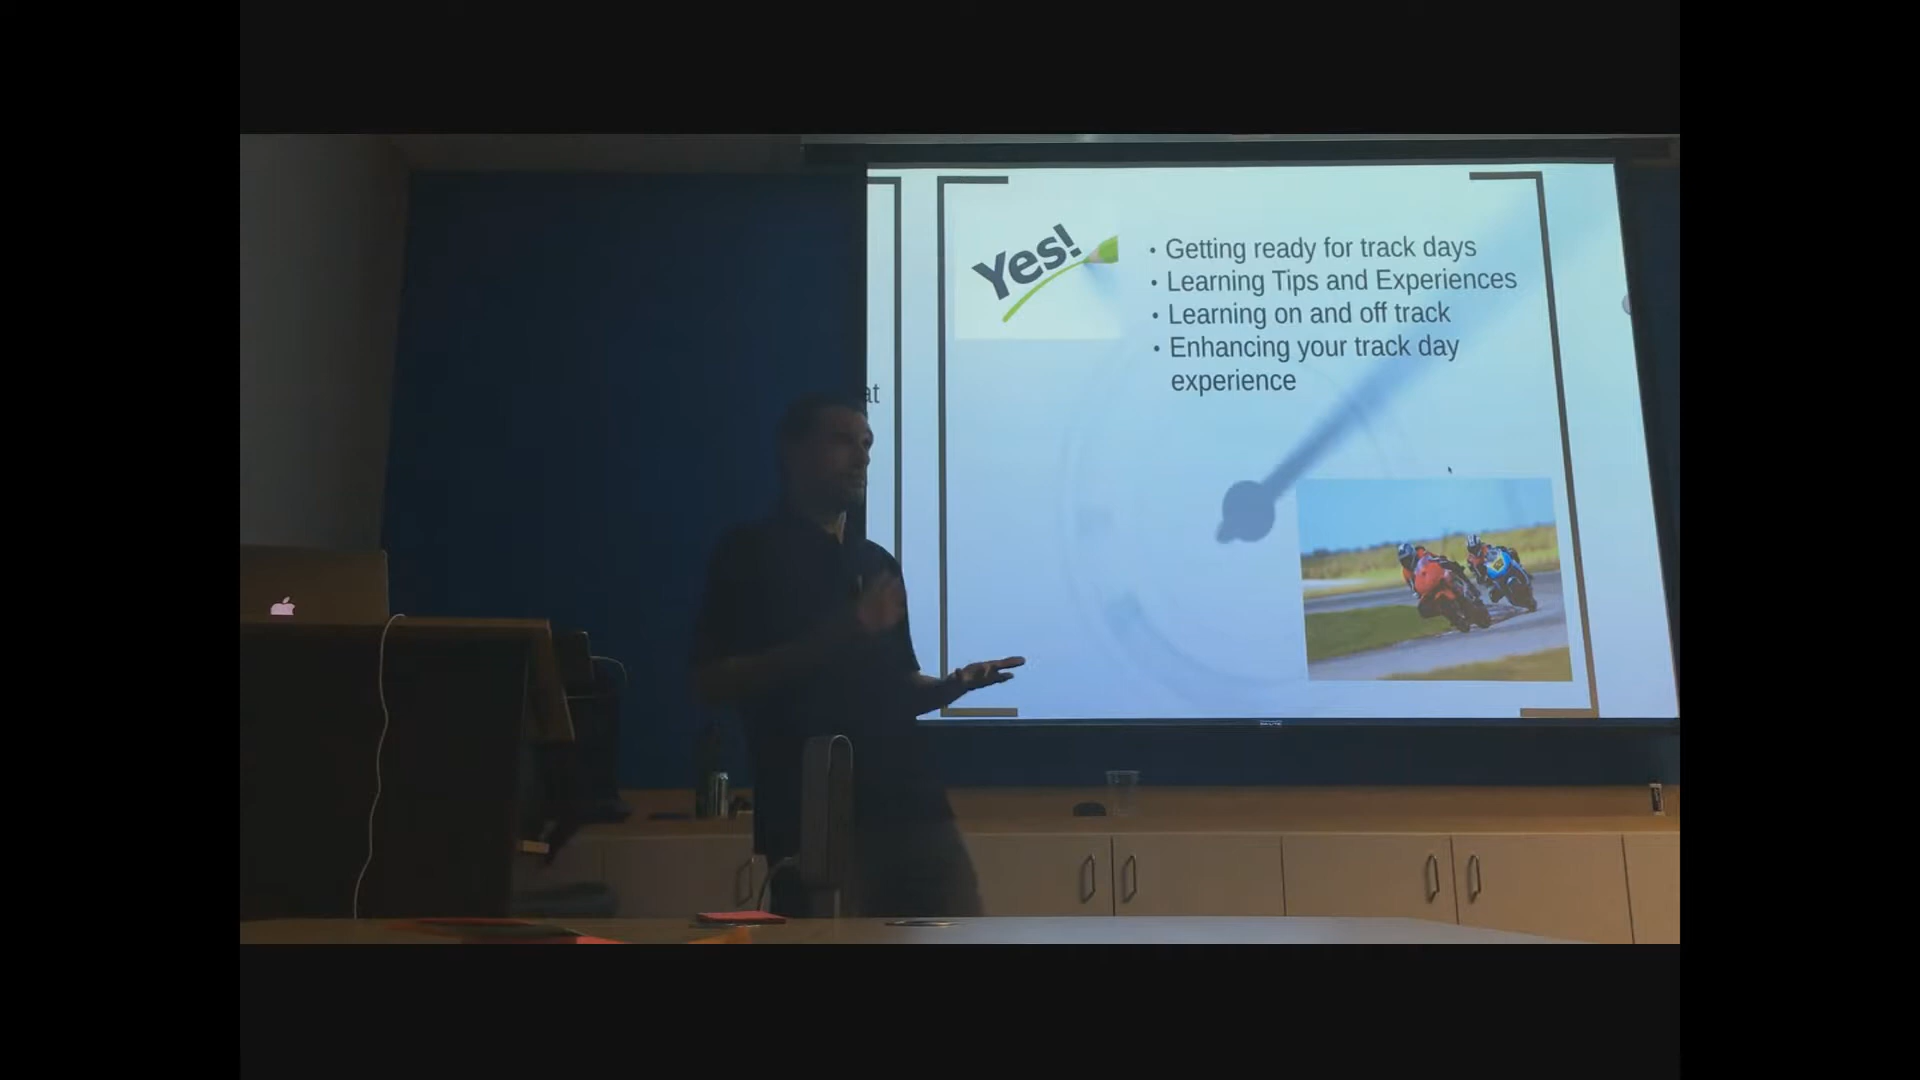 Yes!
• Getting ready for track days
• Learning Tips and Experiences
• Learning on and off track
• Enhancing your track day
experience
at